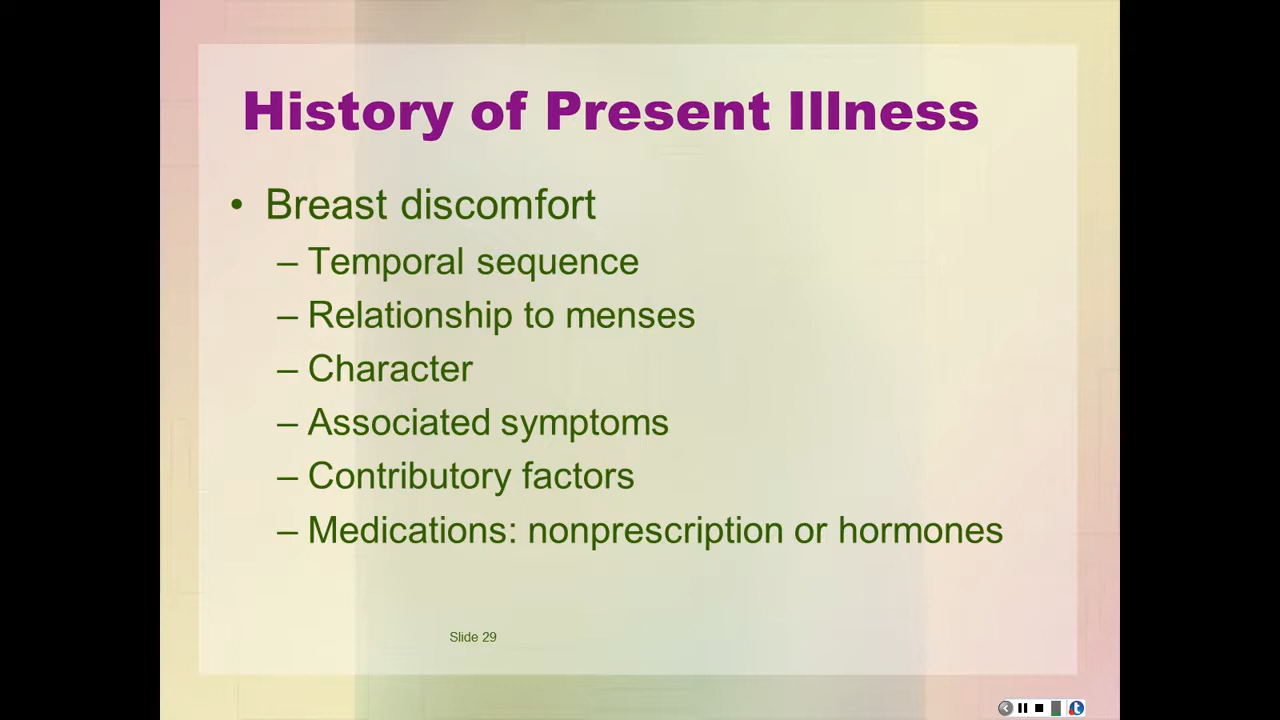 History of Present Illness
• Breast discomfort
– Temporal sequence
– Relationship to menses
– Character
– Associated symptoms
– Contributory factors
– Medications: nonprescription or hormones
Slide 29